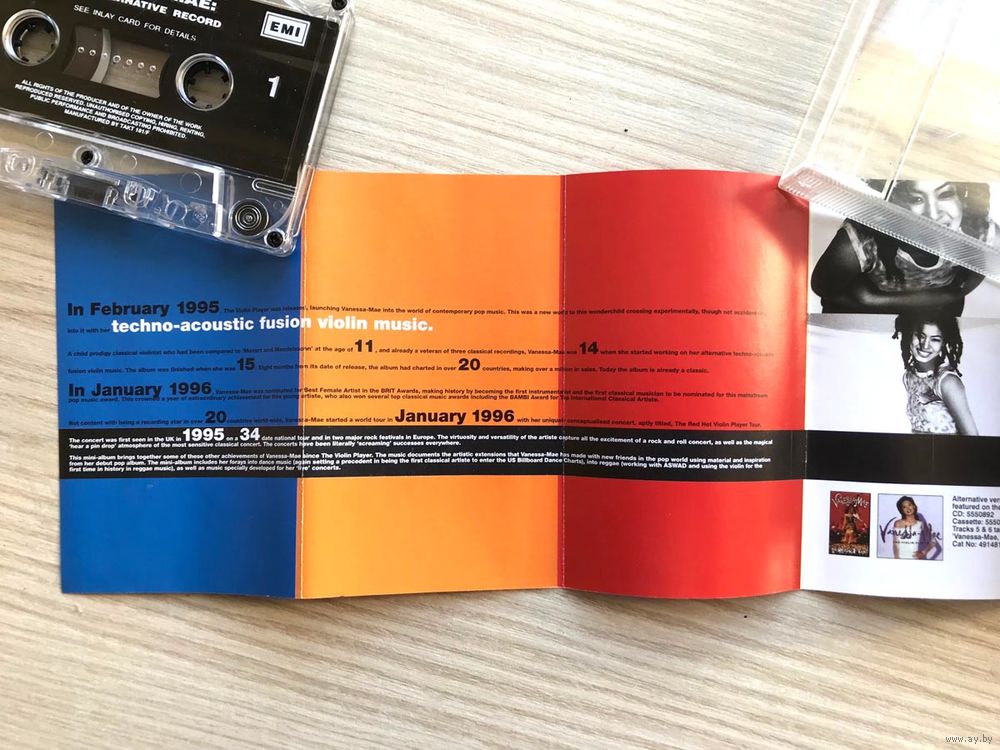 AE:
RNATIVE RECORD
SEE INLAY CARD FOR DETAILS
EMI
1
ALL RIGHTS OF THE PRODUCER AND OF THE OWNER OF THE WORK
REPRODUCED RESERVED. UNAUTHORISED COPYING, HIRING, RENTING,
PUBLIC PERFORMANCE AND BROADCASTING PROHIBITED.
MANUFACTURED BY TAKT 181/F
In February 1995, The Violin Player was released, launching Vanessa-Mae into the world of contemporary pop music. This was a new world to this wonderchild crossing experimentally, though not
into it with her techno-acoustic fusion violin music.
A child prodigy classical violinist who had been compared to 'Mozart and Mendelssohn' at the age of 11, and already a veteran of three classical recordings, Vanessa-Mae was 14 when she started working on her alternative techno-acoustic
fusion violin music. The album was finished when she was 15. Eight months from its date of release, the album had charted in over 20 countries, making over a million in sales. Today the album is already a classic.
In January 1996, Vanessa-Mae was nominated for Best Female Artist in the BRIT Awards, making history by becoming the first instrumentalist and the first classical musician to be nominated for this mainstream
pop music award. This crowned a year of extraordinary achievement for this young artiste, who also won several top classical music awards including the BAMBI Award for Top International Classical Artiste.
Not content with being a recording star in over 20 countries world-wide, Vanessa-Mae started a world tour in January 1996 with her unique conceptualised concert, aptly titled, The Red Hot Violin Player Tour.
The concert was first seen in the UK in 1995 on a 34 date national tour and in two major rock festivals in Europe. The virtuosity and versatility of the artiste capture all the excitement of a rock and roll concert, as well as the magical
'hear a pin drop' atmosphere of the most sensitive classical concert. The concerts have been literally 'screaming' successes everywhere.
This mini-album brings together some of these other achievements of Vanessa-Mae since The Violin Player. The music documents the artistic extensions that Vanessa-Mae has made with new friends in the pop world using material and inspiration
from her debut pop album. The mini-album includes her forays into dance music (again setting a precedent in being the first classical artiste to enter the US Billboard Dance Charts), into reggae (working with ASWAD and using the violin for the
first time in history in reggae music), as well as music specially developed for her 'live' concerts.
Vanessa-Mae
Vanessa-Mae
Alternative ver
featured on the
CD: 5550892
Cassette: 5550
Tracks 5 & 6 ta
'Vanessa-Mae,
Cat No: 491481
www.ay.by